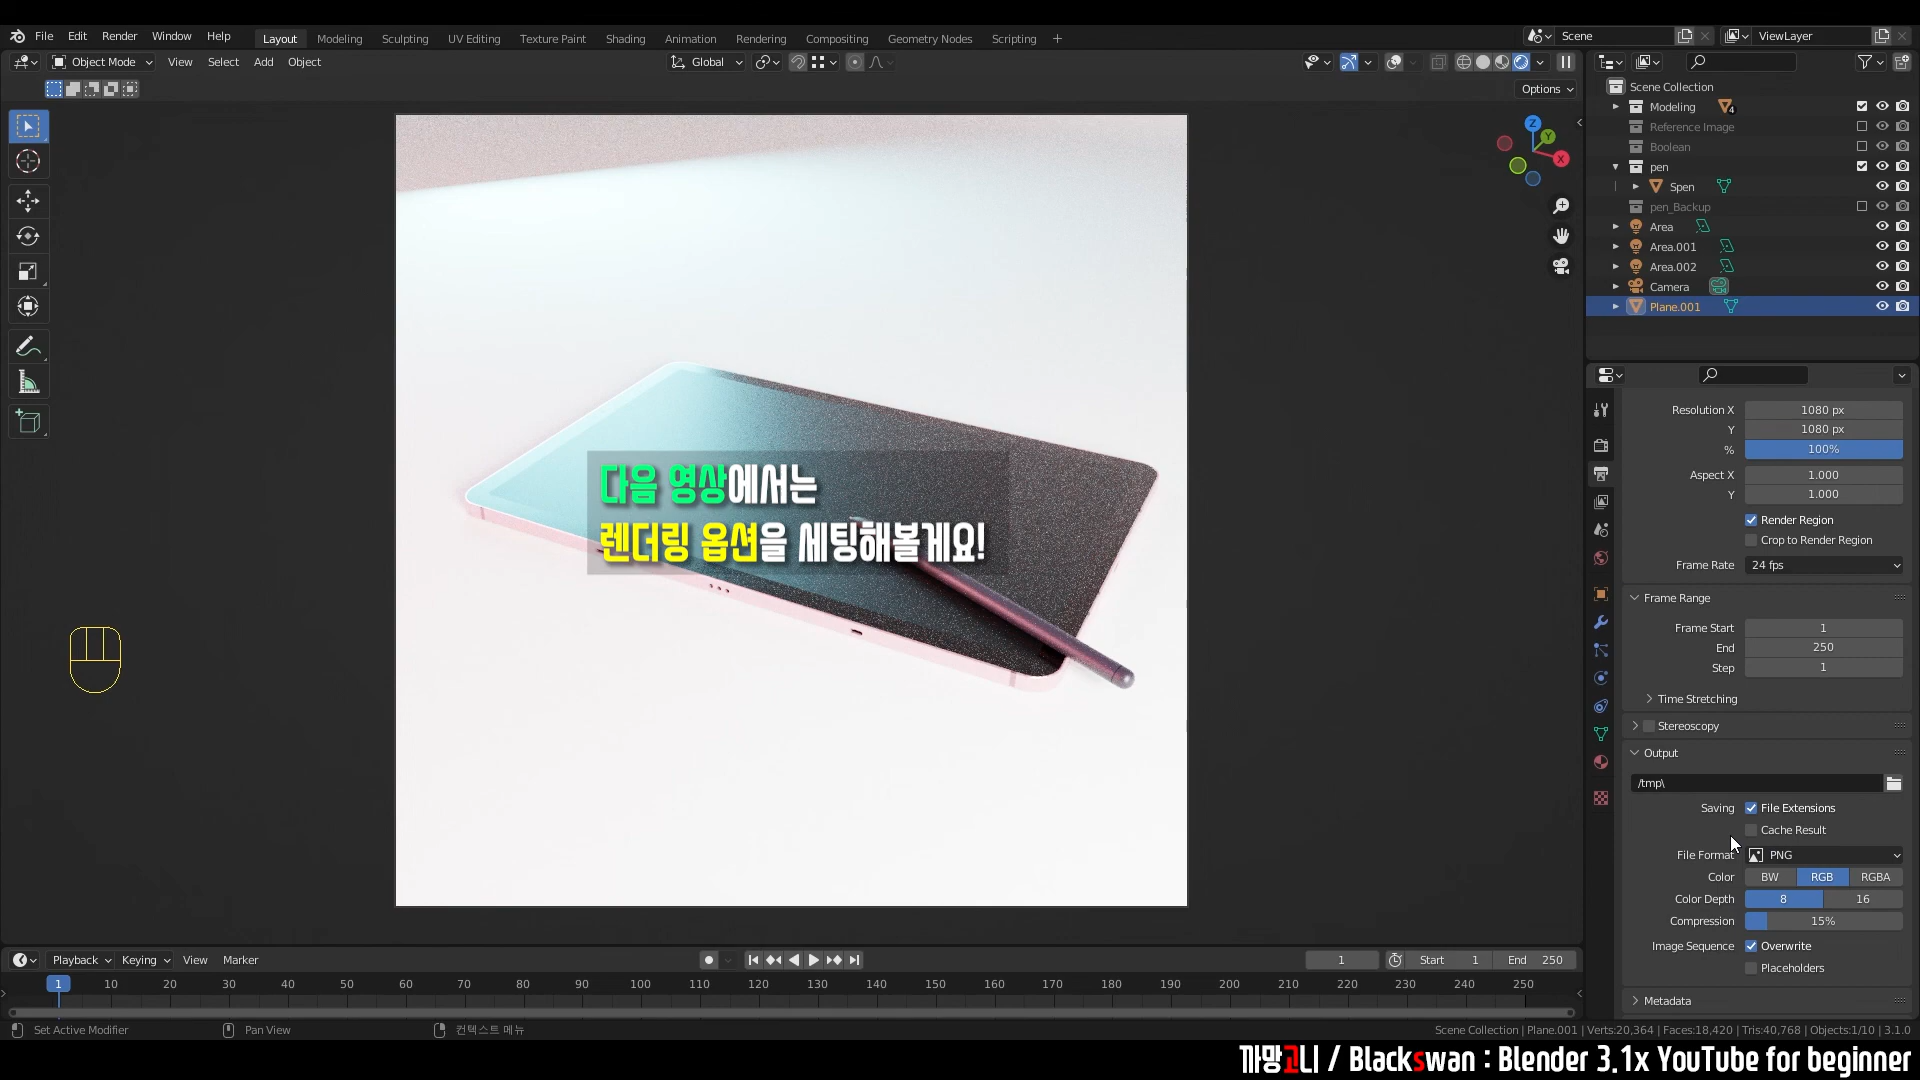 File Edit Render Window Help
Layout Modeling Sculpting UV Editing Texture Paint Shading Animation Rendering Compositing Geometry Nodes Scripting +
Scene
ViewLayer
Object Mode View Select Add Object
Global
Options
Z
Y
X
Scene Collection
Modeling 4
Reference Image
Boolean
pen
Spen
pen_Backup
Area
Area.001
Area.002
Camera
Plane.001
Resolution X 1080 px
Y 1080 px
% 100%
Aspect X 1.000
Y 1.000
Render Region
Crop to Render Region
Frame Rate 24 fps
Frame Range
Frame Start 1
End 250
Step 1
Time Stretching
Stereoscopy
Output
/tmp\
Saving File Extensions
Cache Result
File Format PNG
Color BW RGB RGBA
Color Depth 8 16
Compression 15%
Image Sequence Overwrite
Placeholders
Metadata
다음 영상에서는
렌더링 옵션을 세팅해볼게요!
Playback Keying View Marker
1 Start 1 End 250
1 10 20 30 40 50 60 70 80 90 100 110 120 130 140 150 160 170 180 190 200 210 220 230 240 250
Set Active Modifier Pan View 컨텍스트 메뉴
Scene Collection | Plane.001 | Verts:20,364 | Faces:18,420 | Tris:40,768 | Objects:1/10 | 3.1.0
까망고니 / Blackswan : Blender 3.1x YouTube for beginner